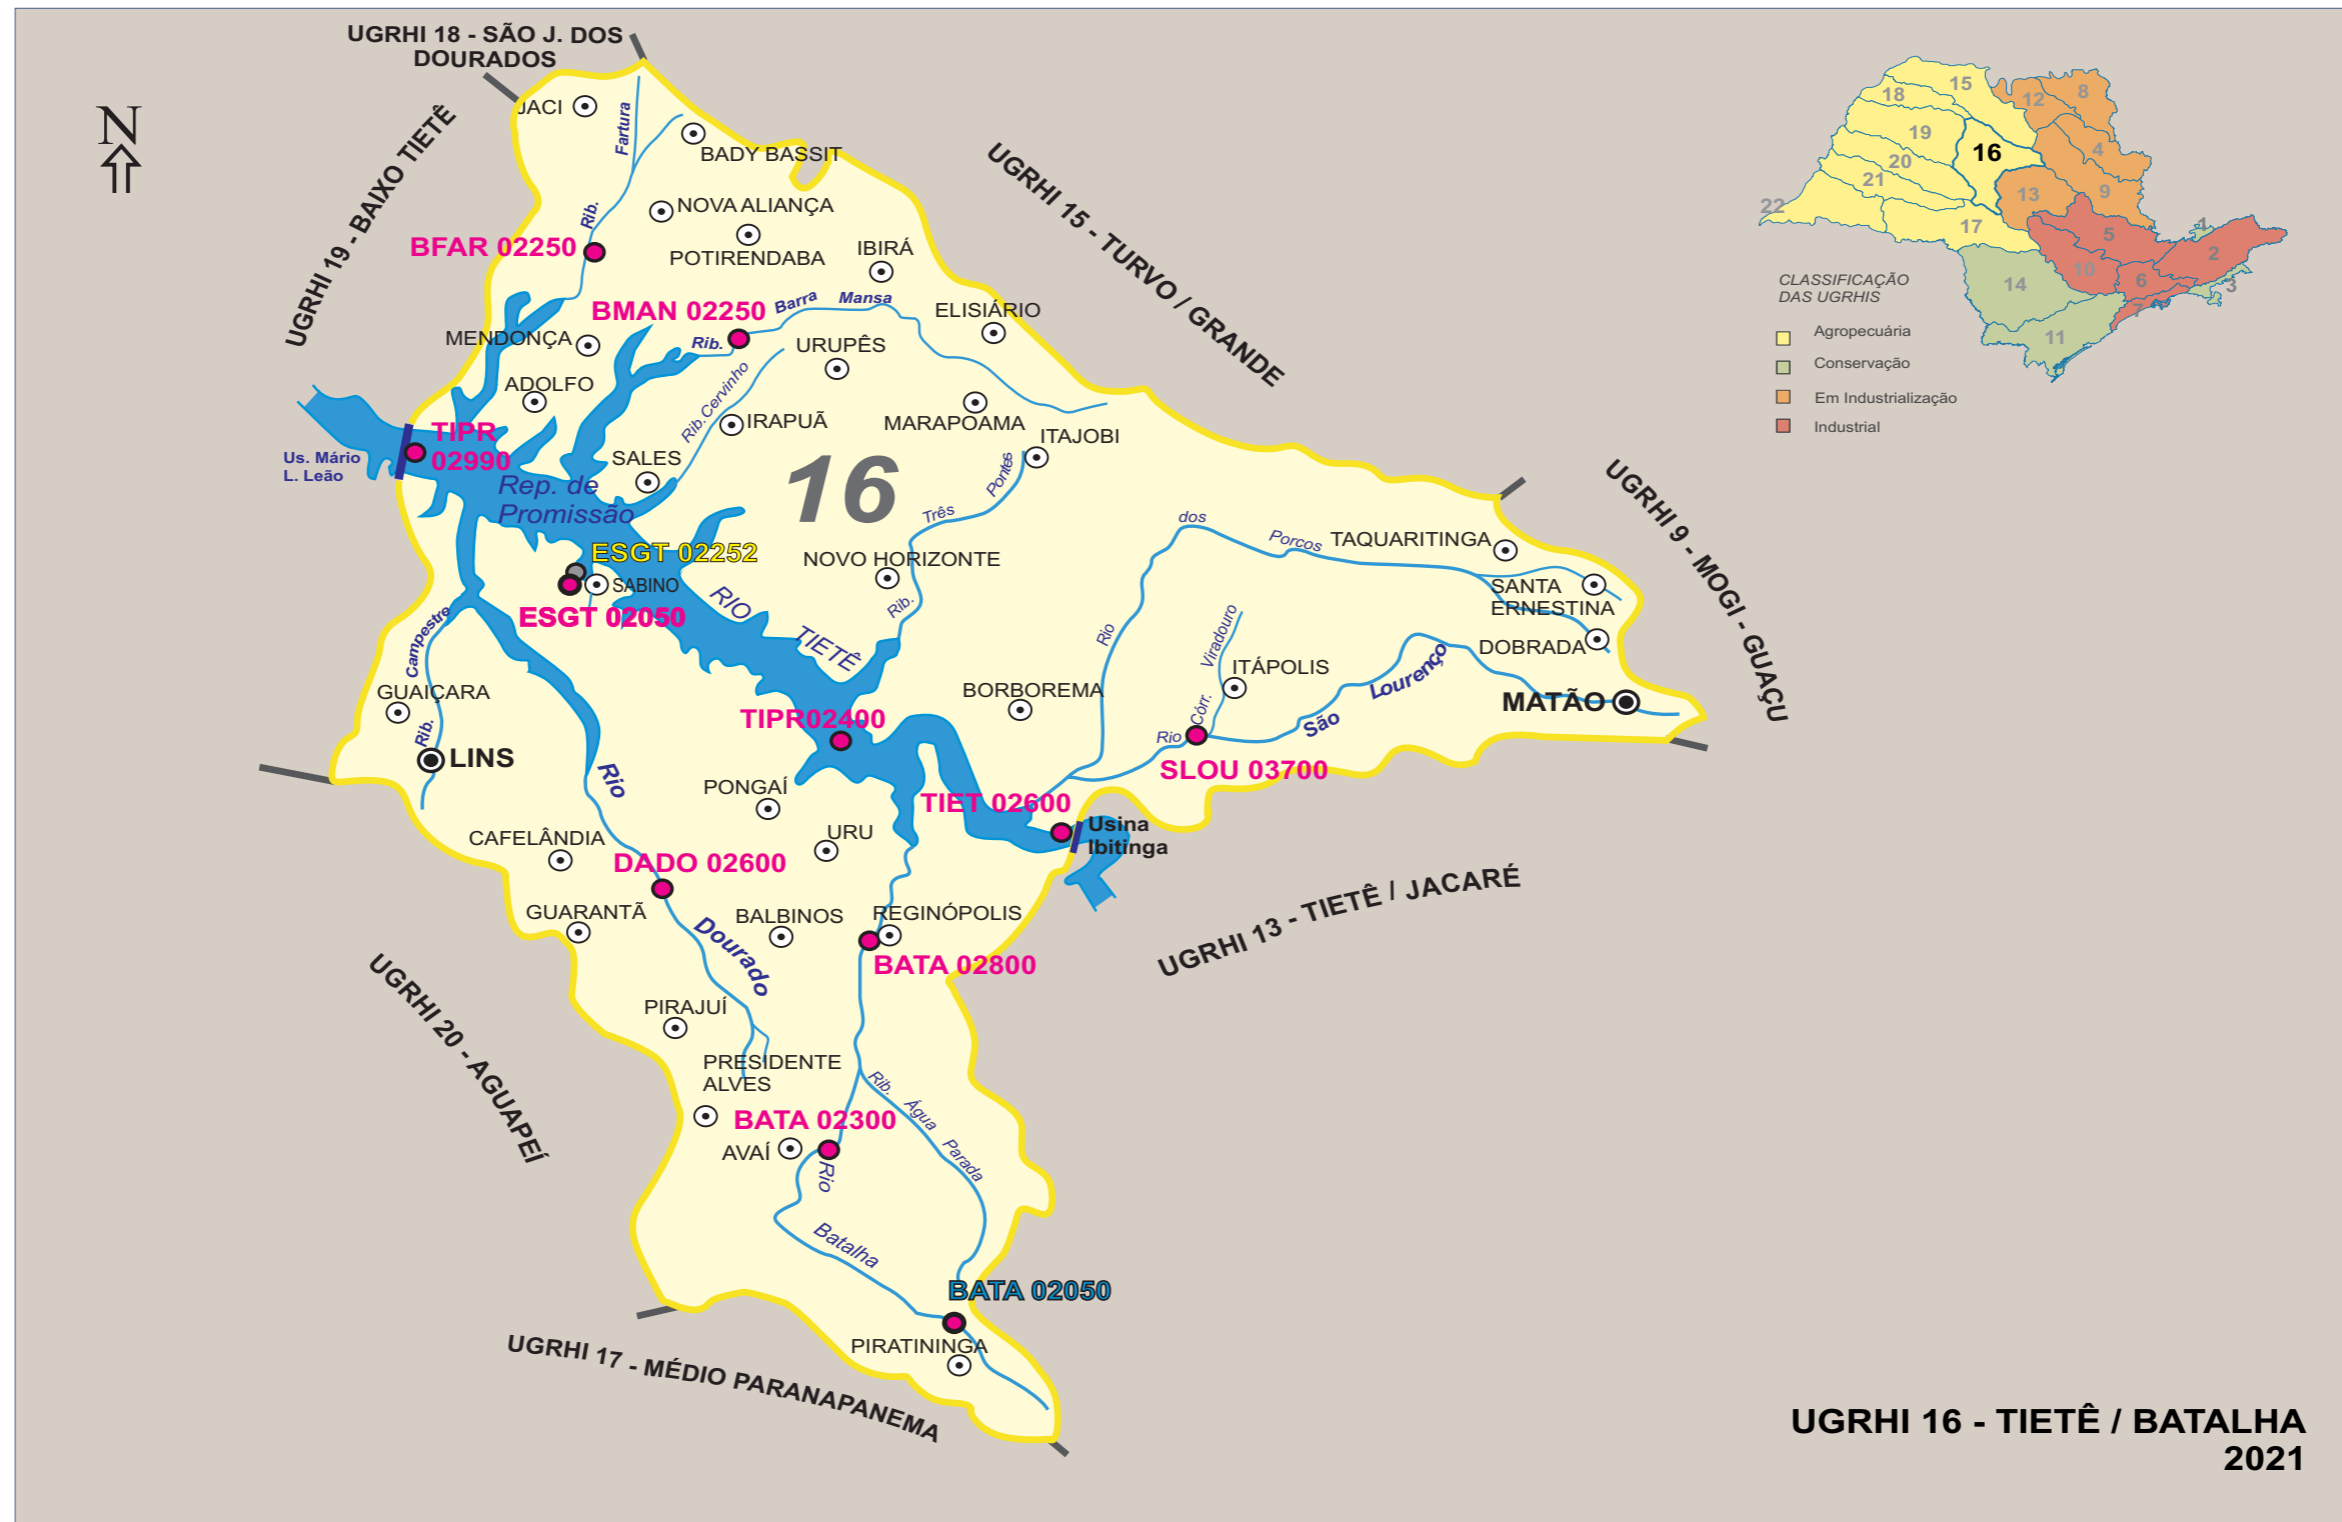 UGRHI 18 - SÃO J. DOS
DOURADOS
N
UGRHI 19 - BAIXO TIETÊ
UGRHI 15 - TURVO / GRANDE
UGRHI 9 - MOGI - GUAÇU
UGRHI 13 - TIETÊ / JACARÉ
UGRHI 20 - AGUAPEÍ
UGRHI 17 - MÉDIO PARANAPANEMA
JACI
Rib. Fartura
BADY BASSIT
NOVA ALIANÇA
POTIRENDABA
IBIRÁ
BFAR 02250
BMAN 02250
Rib. Barra Mansa
ELISIÁRIO
MENDONÇA
URUPÊS
ADOLFO
Rib. Cervinho
IRAPUÃ
MARAPOAMA
ITAJOBI
TIPR
02990
Us. Mário
L. Leão
SALES
Rep. de
Promissão
16
Rib. Três Pontes
ESGT 02252
SABINO
ESGT 02050
NOVO HORIZONTE
RIO TIETÊ
Rio dos Porcos
TAQUARITINGA
SANTA
ERNESTINA
DOBRADA
MATÃO
Rib. Campestre
GUAIÇARA
LINS
Córr. Viradouro
ITÁPOLIS
Rio São Lourenço
BORBOREMA
TIPR02400
SLOU 03700
TIET 02600
Usina
Ibitinga
PONGAÍ
URU
CAFELÂNDIA
DADO 02600
Rio Dourado
GUARANTÃ
BALBINOS
REGINÓPOLIS
BATA 02800
PIRAJUÍ
PRESIDENTE
ALVES
BATA 02300
AVAÍ
Rib. Água Parada
Rio Batalha
BATA 02050
PIRATININGA
15
18
12
8
19
16
4
20
21
13
9
22
17
1
5
2
10
6
3
14
7
11
CLASSIFICAÇÃO
DAS UGRHIS
Agropecuária
Conservação
Em Industrialização
Industrial
UGRHI 16 - TIETÊ / BATALHA
2021